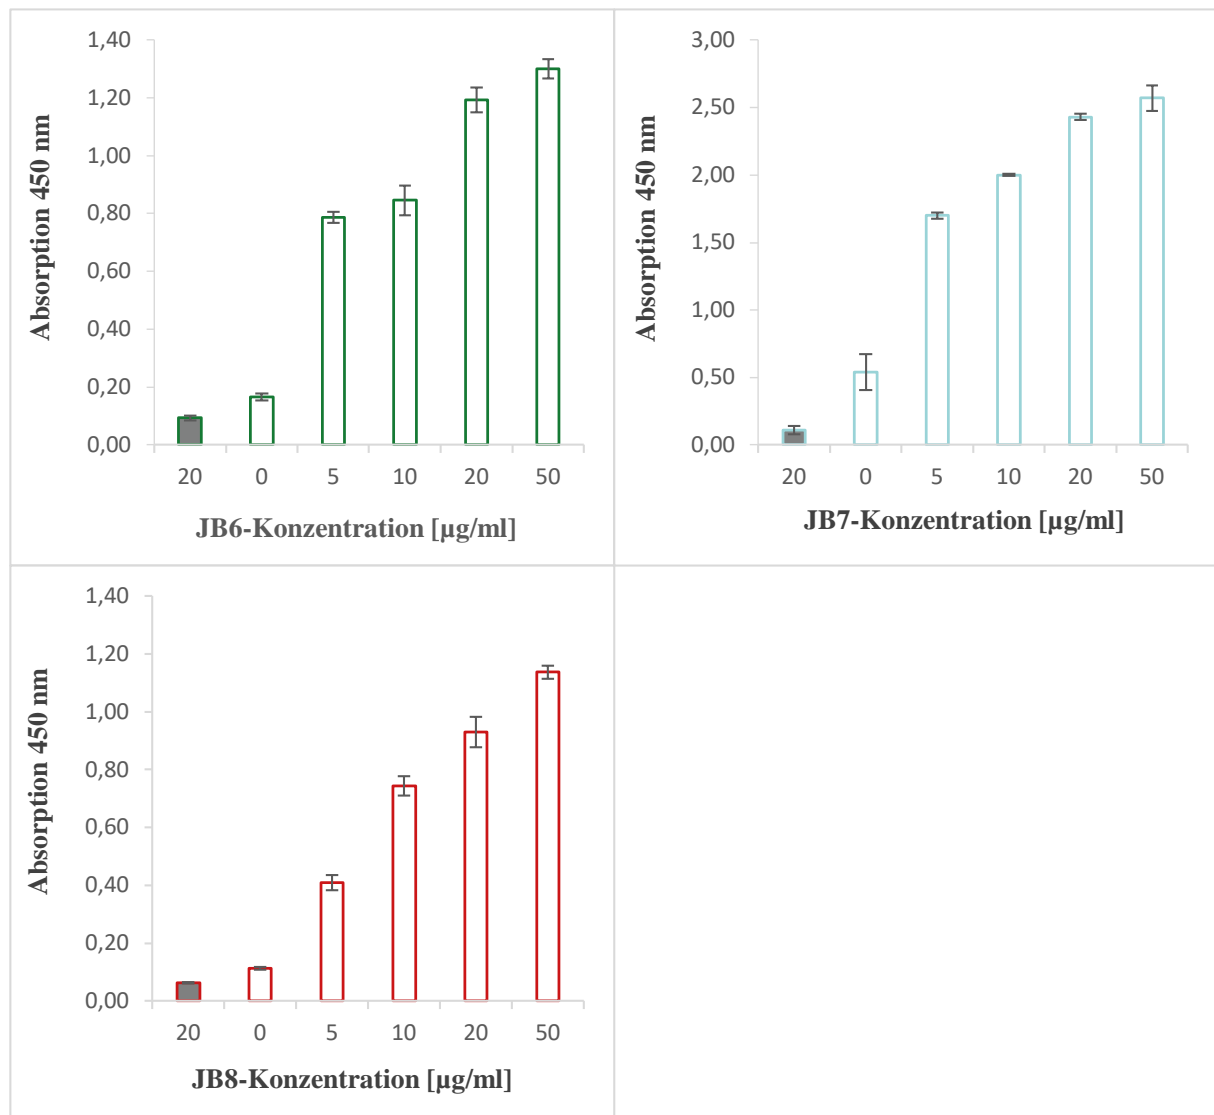 1,40
1,20
1,00
0,80
0,60
0,40
0,20
0,00
Absorption 450 nm
20 0 5 10 20 50
JB6-Konzentration [µg/ml]
3,00
2,50
2,00
1,50
1,00
0,50
0,00
Absorption 450 nm
20 0 5 10 20 50
JB7-Konzentration [µg/ml]
1,40
1,20
1,00
0,80
0,60
0,40
0,20
0,00
Absorption 450 nm
20 0 5 10 20 50
JB8-Konzentration [µg/ml]